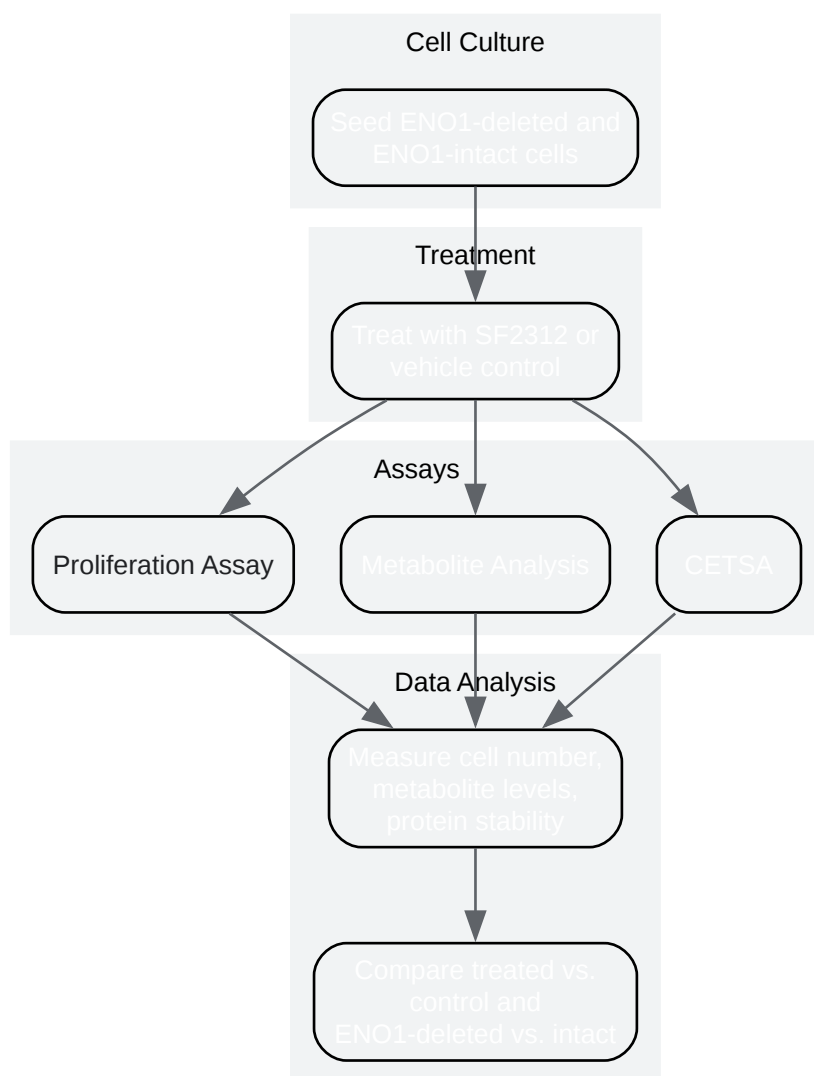 Cell Culture
Seed ENO1-deleted and
ENO1-intact cells
Treatment
Treat with SF2312 or
vehicle control
Assays
Proliferation Assay
Metabolite Analysis
CETSA
Data Analysis
Measure cell number,
metabolite levels,
protein stability
Compare treated vs.
control and
ENO1-deleted vs. intact